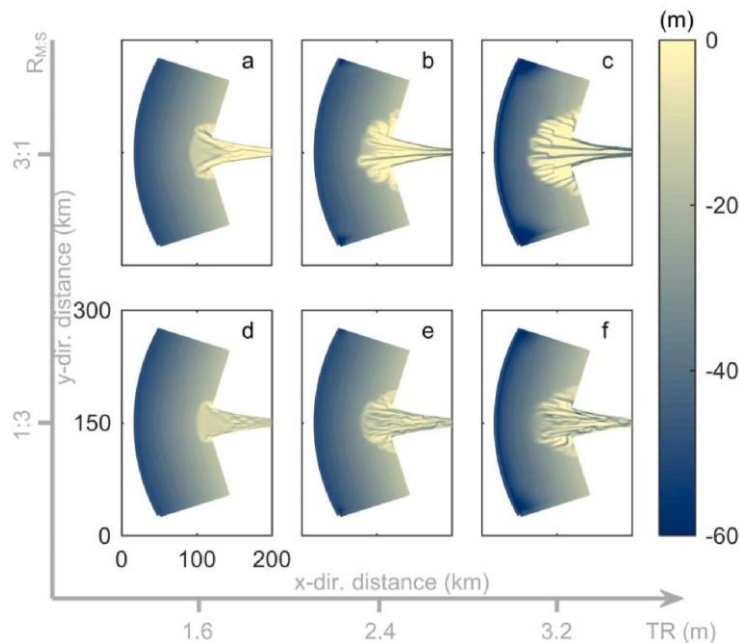 (m)
R_M:S
a
b
c
0
3:1
-20
y-dir. distance (km)
300
d
e
f
-40
1:3
150
0
-60
0
100
200
x-dir. distance (km)
1.6
2.4
3.2
TR (m)